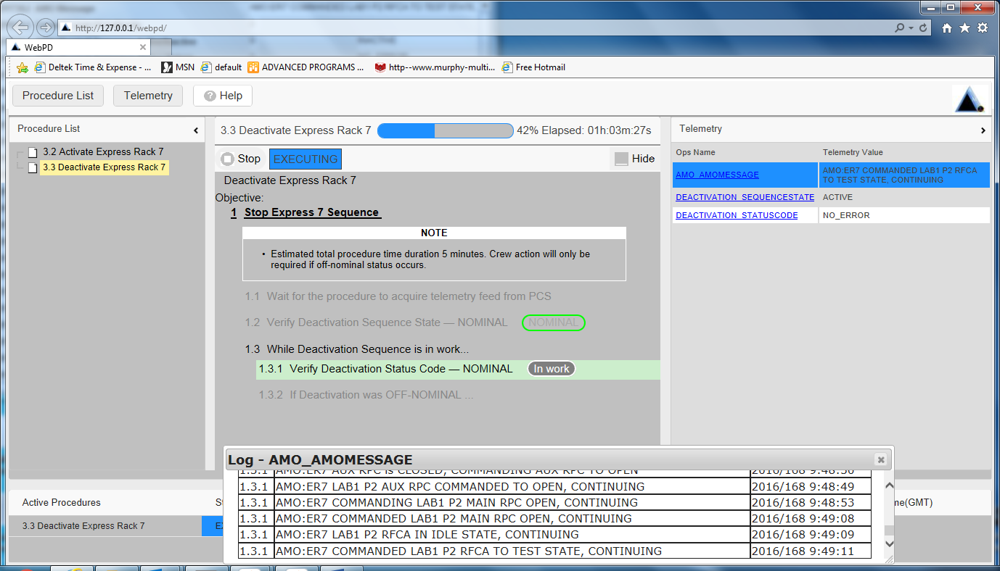 http://127.0.0.1/webpd/
WebPD
Deltek Time & Expense - ...
MSN
default
ADVANCED PROGRAMS ...
http--www.murphy-multi...
Free Hotmail
Procedure List
Telemetry
? Help
Procedure List
3.2 Activate Express Rack 7
3.3 Deactivate Express Rack 7
3.3 Deactivate Express Rack 7
42% Elapsed: 01h:03m:27s
Stop
EXECUTING
Hide
Deactivate Express Rack 7
Objective:
1 Stop Express 7 Sequence
NOTE
• Estimated total procedure time duration 5 minutes. Crew action will only be
required if off-nominal status occurs.
1.1 Wait for the procedure to acquire telemetry feed from PCS
1.2 Verify Deactivation Sequence State — NOMINAL NOMINAL
1.3 While Deactivation Sequence is in work...
1.3.1 Verify Deactivation Status Code — NOMINAL In work
1.3.2 If Deactivation was OFF-NOMINAL ...
Telemetry
Ops Name Telemetry Value
AMO_AMOMESSAGE
AMO:ER7 COMMANDED LAB1 P2 RFCA
TO TEST STATE, CONTINUING
DEACTIVATION_SEQUENCESTATE ACTIVE
DEACTIVATION_STATUSCODE NO_ERROR
Log - AMO_AMOMESSAGE
1.3.1 AMO:ER7 AUX RPC is CLOSED, COMMANDING AUX RPC TO OPEN 2016/168 9:48:30
1.3.1 AMO:ER7 LAB1 P2 AUX RPC COMMANDED TO OPEN, CONTINUING 2016/168 9:48:49
1.3.1 AMO:ER7 COMMANDING LAB1 P2 MAIN RPC OPEN, CONTINUING 2016/168 9:48:53
1.3.1 AMO:ER7 COMMANDED LAB1 P2 MAIN RPC OPEN, CONTINUING 2016/168 9:49:08
1.3.1 AMO:ER7 LAB1 P2 RFCA IN IDLE STATE, CONTINUING 2016/168 9:49:09
1.3.1 AMO:ER7 COMMANDED LAB1 P2 RFCA TO TEST STATE, CONTINUING 2016/168 9:49:11
Active Procedures
me(GMT)
3.3 Deactivate Express Rack 7